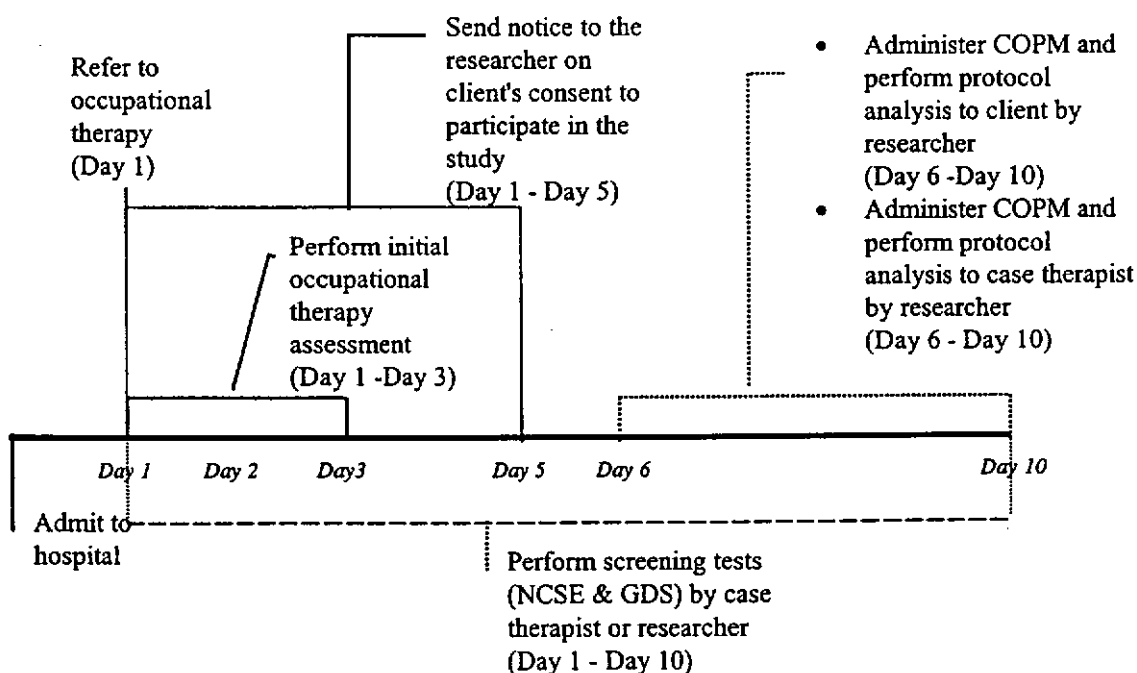 Refer to
occupational
therapy
(Day 1)
Send notice to the
researcher on
client's consent to
participate in the
study
(Day 1 - Day 5)
• Administer COPM and
perform protocol
analysis to client by
researcher
(Day 6 -Day 10)
• Administer COPM and
perform protocol
analysis to case therapist
by researcher
(Day 6 - Day 10)
Perform initial
occupational
therapy
assessment
(Day 1 -Day 3)
Day 1
Day 2
Day3
Day 5
Day 6
Day 10
Admit to
hospital
Perform screening tests
(NCSE & GDS) by case
therapist or researcher
(Day 1 - Day 10)